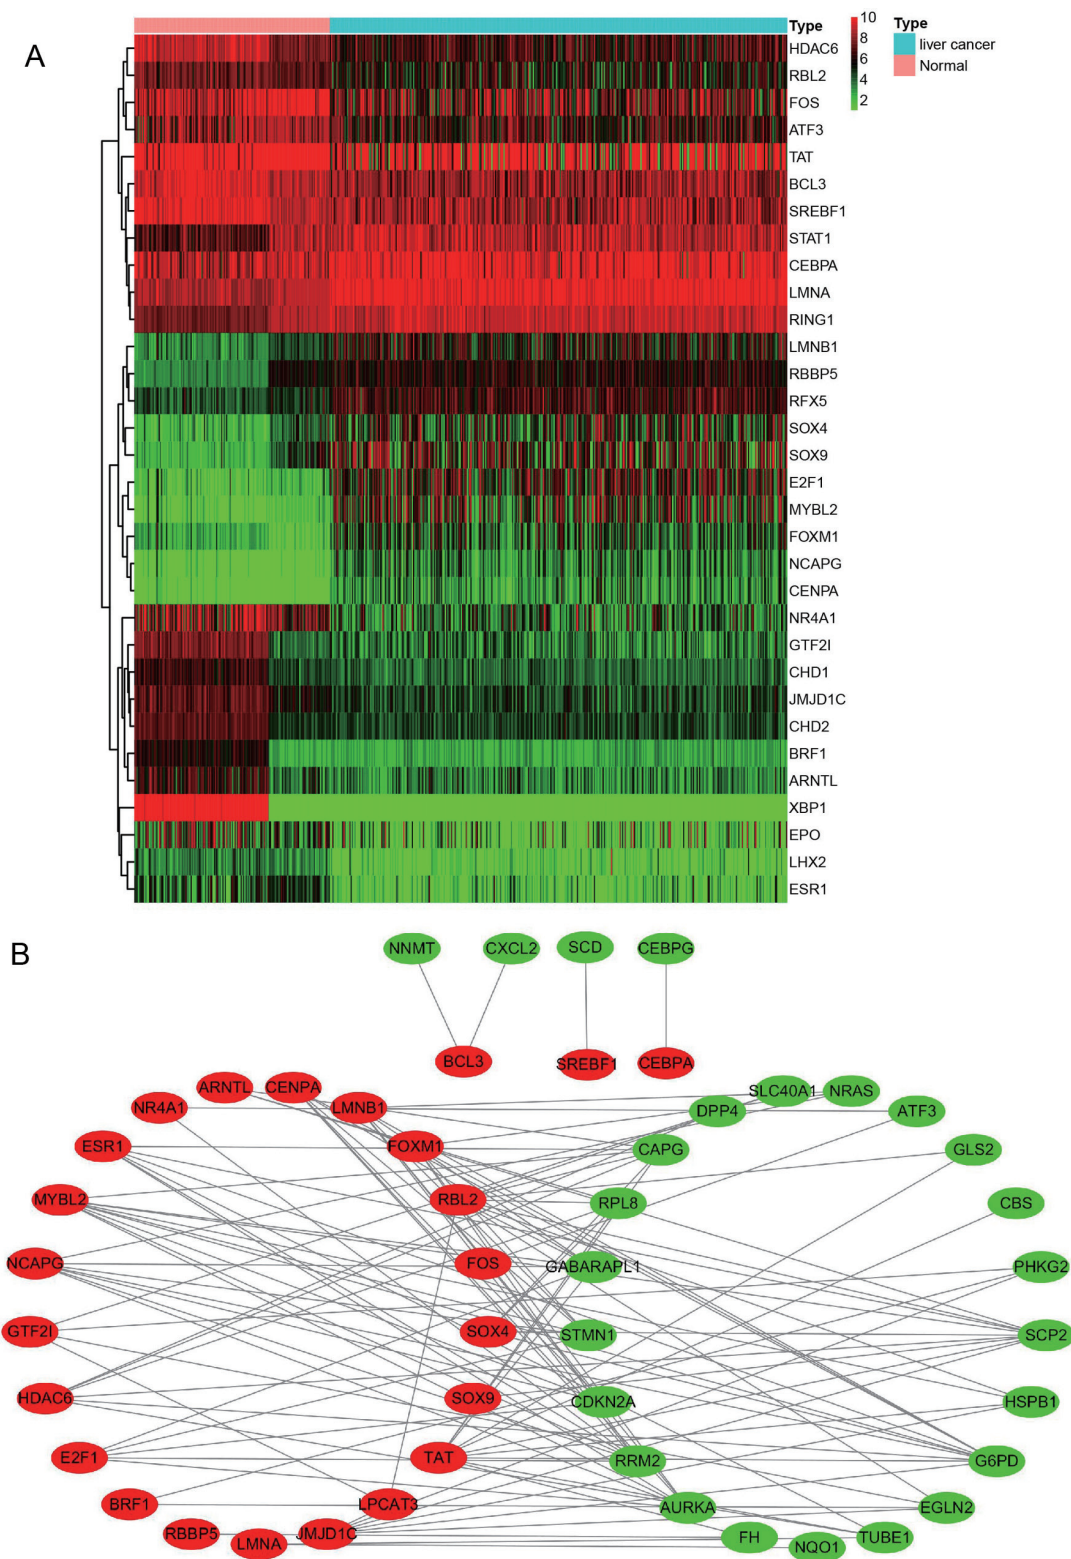 A
Type
10
8
6
4
2
Type
liver cancer
Normal
HDAC6
RBL2
FOS
ATF3
TAT
BCL3
SREBF1
STAT1
CEBPA
LMNA
RING1
LMNB1
RBBP5
RFX5
SOX4
SOX9
E2F1
MYBL2
FOXM1
NCAPG
CENPA
NR4A1
GTF2I
CHD1
JMJD1C
CHD2
BRF1
ARNTL
XBP1
EPO
LHX2
ESR1
B
NNMT
CXCL2
SCD
CEBPG
BCL3
SREBF1
CEBPA
ARNTL
CENPA
NR4A1
LMNB1
SLC40A1
NRAS
DPP4
ATF3
ESR1
FOXM1
CAPG
GLS2
MYBL2
RBL2
RPL8
CBS
NCAPG
FOS
GABARAPL1
PHKG2
GTF2I
SOX4
STMN1
SCP2
HDAC6
SOX9
CDKN2A
HSPB1
E2F1
TAT
RRM2
G6PD
BRF1
LPCAT3
AURKA
EGLN2
RBBP5
LMNA
JMJD1C
FH
NQO1
TUBE1